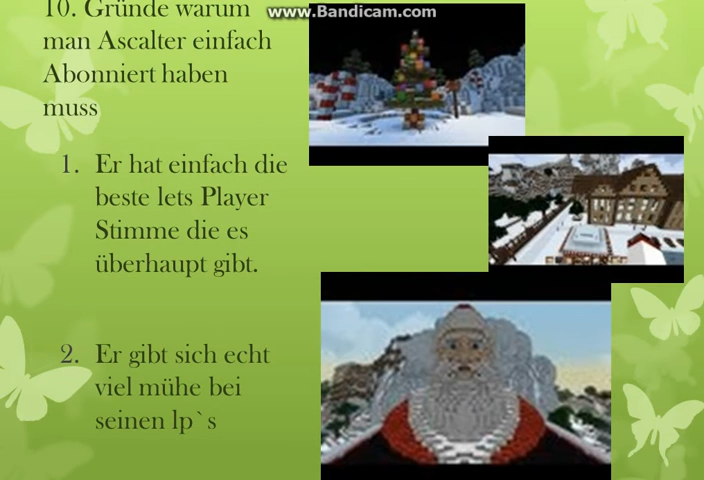 www.Bandicam.com
10. Gründe warum
man Ascalter einfach
Abonniert haben
muss
1. Er hat einfach die
beste lets Player
Stimme die es
überhaupt gibt.
2. Er gibt sich echt
viel mühe bei
seinen lp`s